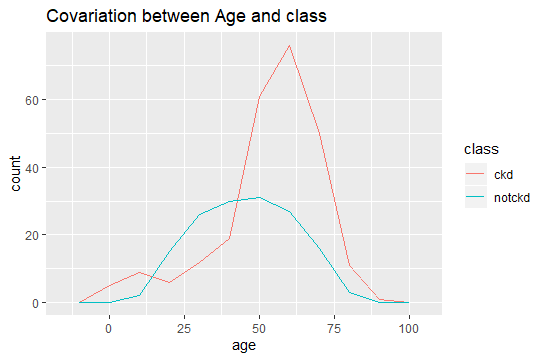 Covariation between Age and class
60
40
20
0
count
0
25
50
75
100
age
class
ckd
notckd